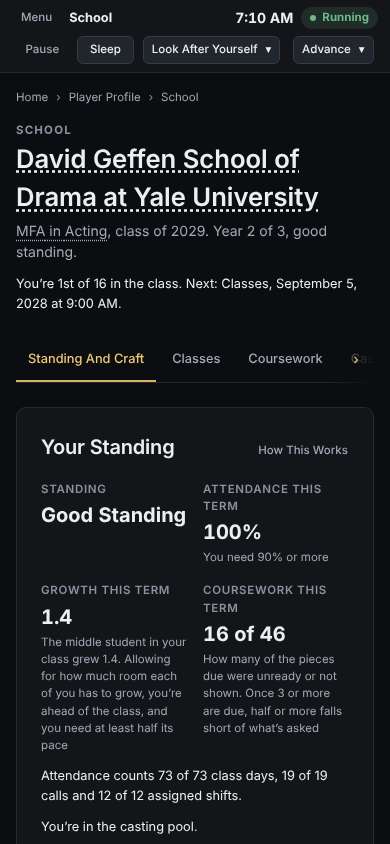 Menu School 7:10 AM Running
Pause Sleep Look After Yourself Advance
Home › Player Profile › School
SCHOOL
David Geffen School of
Drama at Yale University
MFA in Acting, class of 2029. Year 2 of 3, good
standing.
You're 1st of 16 in the class. Next: Classes, September 5,
2028 at 9:00 AM.
Standing And Craft Classes Coursework
Your Standing How This Works
STANDING
Good Standing
ATTENDANCE THIS
TERM
100%
You need 90% or more
GROWTH THIS TERM
1.4
The middle student in your
class grew 1.4. Allowing
for how much room each
of you has to grow, you're
ahead of the class, and
you need at least half its
pace
COURSEWORK THIS
TERM
16 of 46
How many of the pieces
due were unready or not
shown. Once 3 or more
are due, half or more falls
short of what's asked
Attendance counts 73 of 73 class days, 19 of 19
calls and 12 of 12 assigned shifts.
You're in the casting pool.